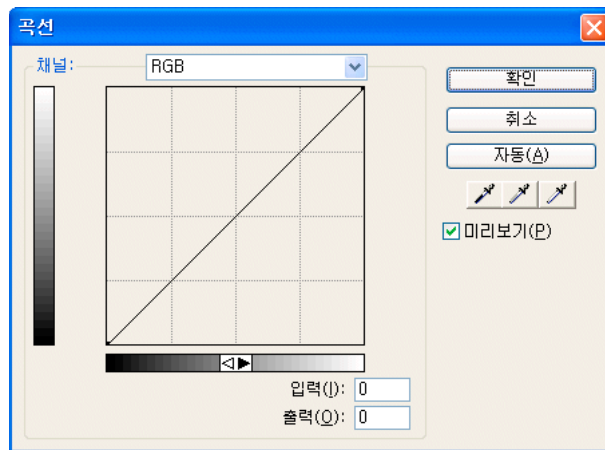 곡선
채널: RGB
확인
취소
자동(A)
미리보기(P)
입력(I): 0
출력(O): 0